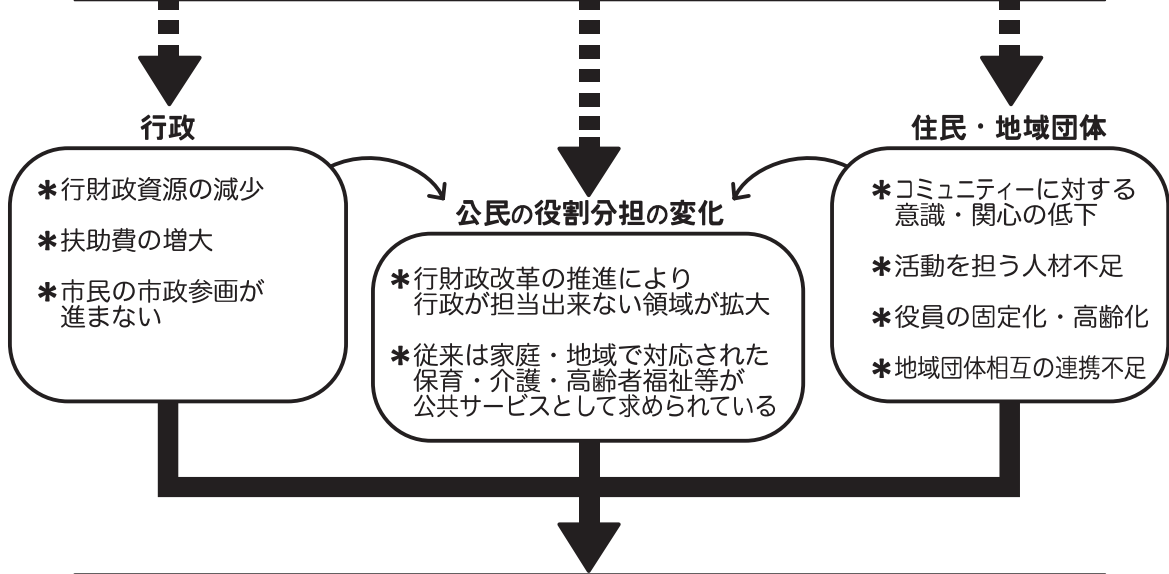 行政
＊行財政資源の減少
＊扶助費の増大
＊市民の市政参画が
進まない
公民の役割分担の変化
＊行財政改革の推進により
行政が担当出来ない領域が拡大
＊従来は家庭・地域で対応された
保育・介護・高齢者福祉等が
公共サービスとして求められている
住民・地域団体
＊コミュニティーに対する
意識・関心の低下
＊活動を担う人材不足
＊役員の固定化・高齢化
＊地域団体相互の連携不足